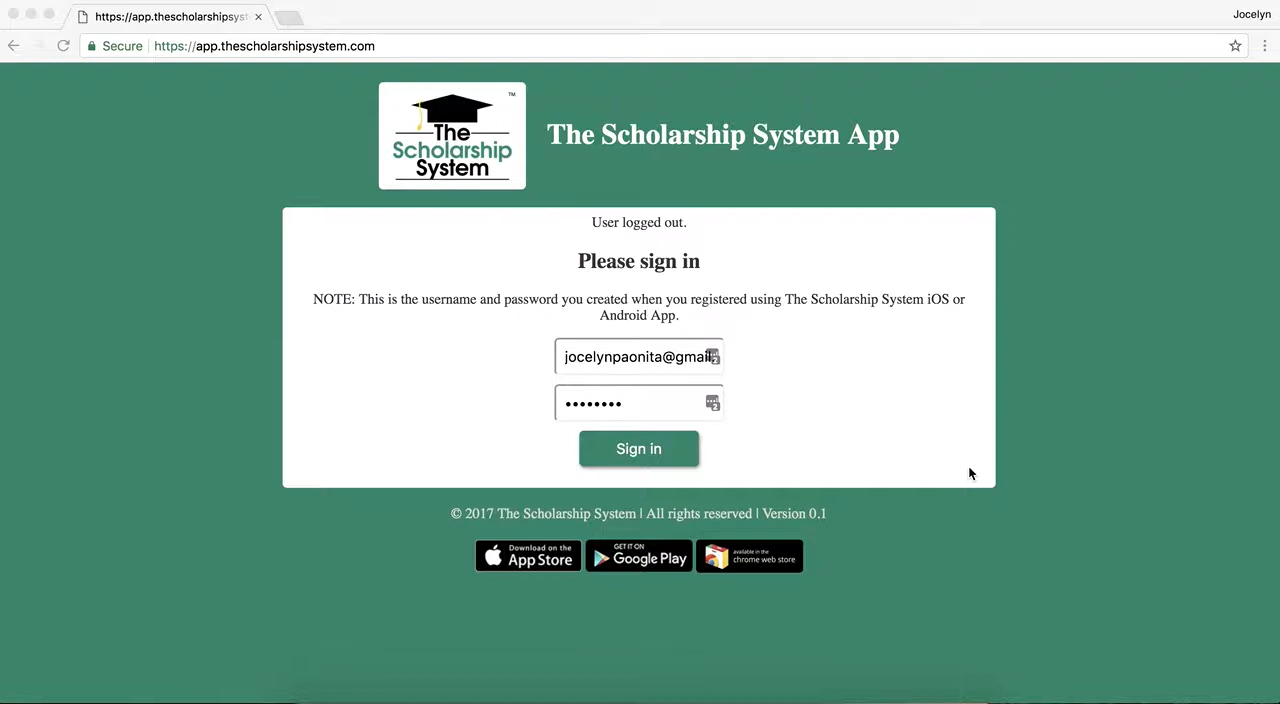 https://app.thescholarshipsyst
Jocelyn
Secure
https://app.thescholarshipsystem.com
TM
The
Scholarship
System
The Scholarship System App
User logged out.
Please sign in
NOTE: This is the username and password you created when you registered using The Scholarship System iOS or
Android App.
jocelynpaonita@gmail
••••••••
Sign in
© 2017 The Scholarship System | All rights reserved | Version 0.1
Download on the
App Store
GET IT ON
Google Play
available in the
chrome web store